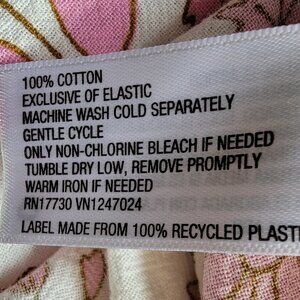 100% COTTON
EXCLUSIVE OF ELASTIC
MACHINE WASH COLD SEPARATELY
GENTLE CYCLE
ONLY NON-CHLORINE BLEACH IF NEEDED
TUMBLE DRY LOW, REMOVE PROMPTLY
WARM IRON IF NEEDED
RN17730 VN1247024
LABEL MADE FROM 100% RECYCLED PLASTI